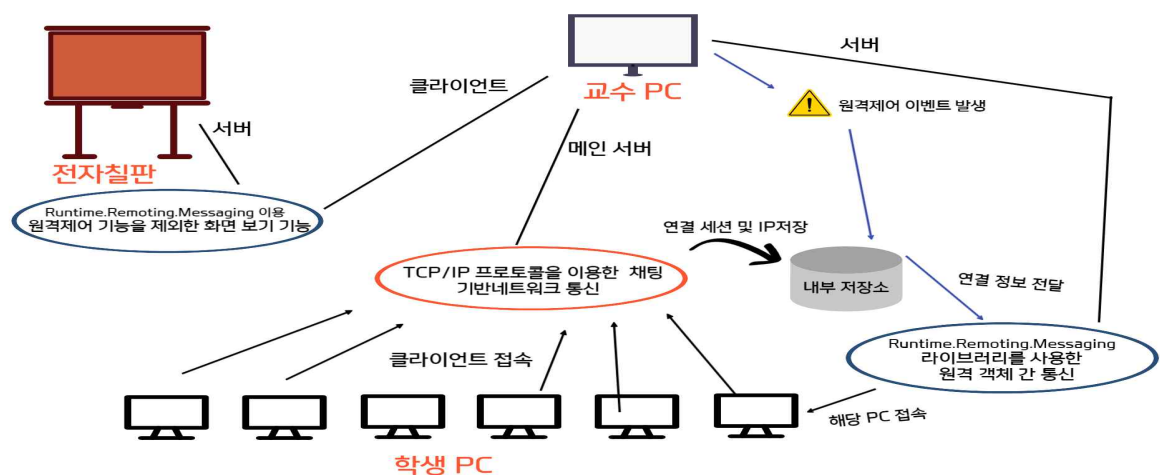 서버
클라이언트
교수 PC
원격제어 이벤트 발생
서버
메인 서버
전자칠판
Runtime.Remoting.Messaging 이용
원격제어 기능을 제외한 화면 보기 기능
연결 세션 및 IP저장
TCP/IP 프로토콜을 이용한 채팅
기반네트워크 통신
내부 저장소
연결 정보 전달
Runtime.Remoting.Messaging
라이브러리를 사용한
원격 객체 간 통신
클라이언트 접속
해당 PC 접속
학생 PC